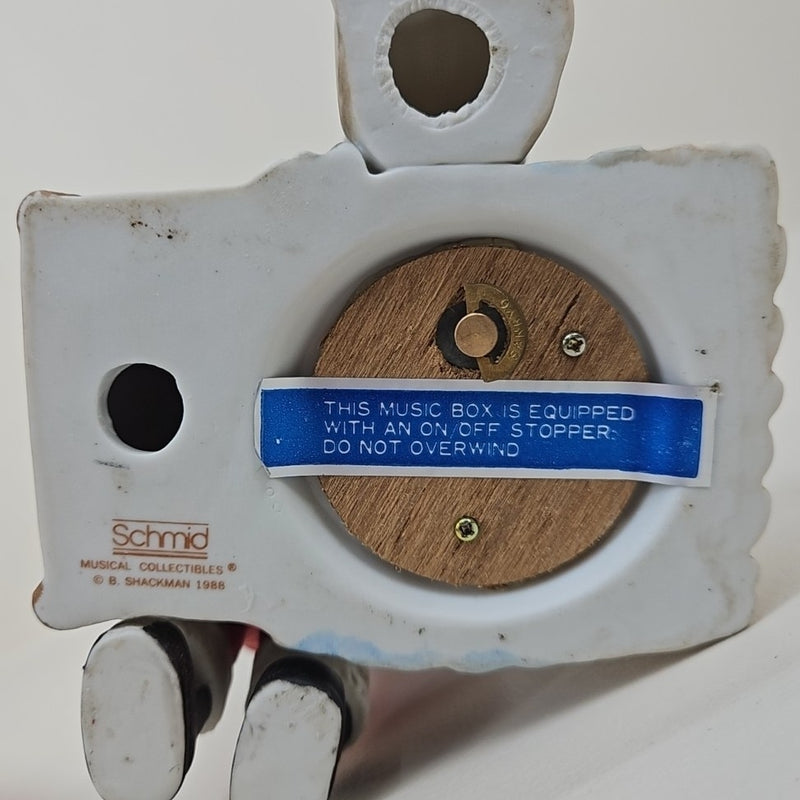 THIS MUSIC BOX IS EQUIPPED
WITH AN ON/OFF STOPPER.
DO NOT OVERWIND
Schmid
MUSICAL COLLECTIBLES®
© B. SHACKMAN 1988